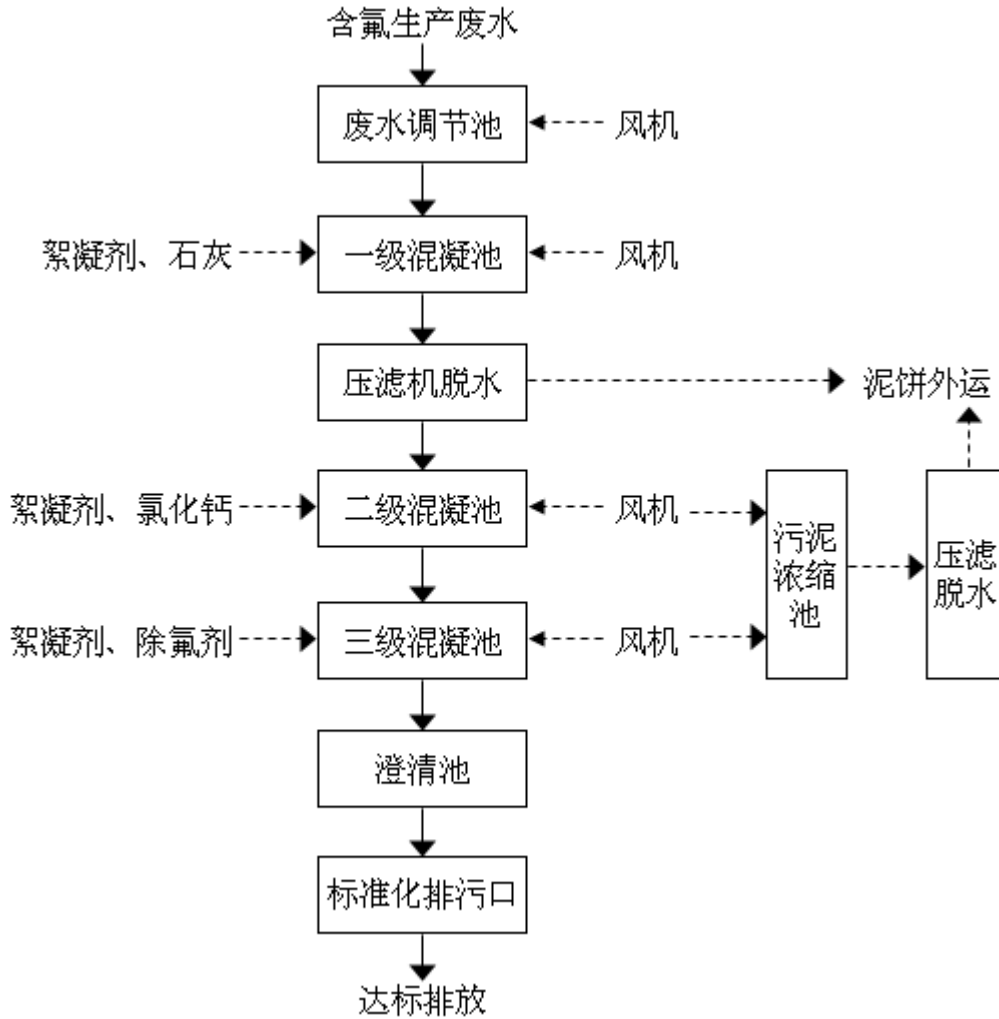 含氟生产废水
废水调节池
风机
絮凝剂、石灰
一级混凝池
风机
压滤机脱水
泥饼外运
絮凝剂、氯化钙
二级混凝池
风机
污泥
浓缩
池
压滤
脱水
絮凝剂、除氟剂
三级混凝池
风机
澄清池
标准化排污口
达标排放